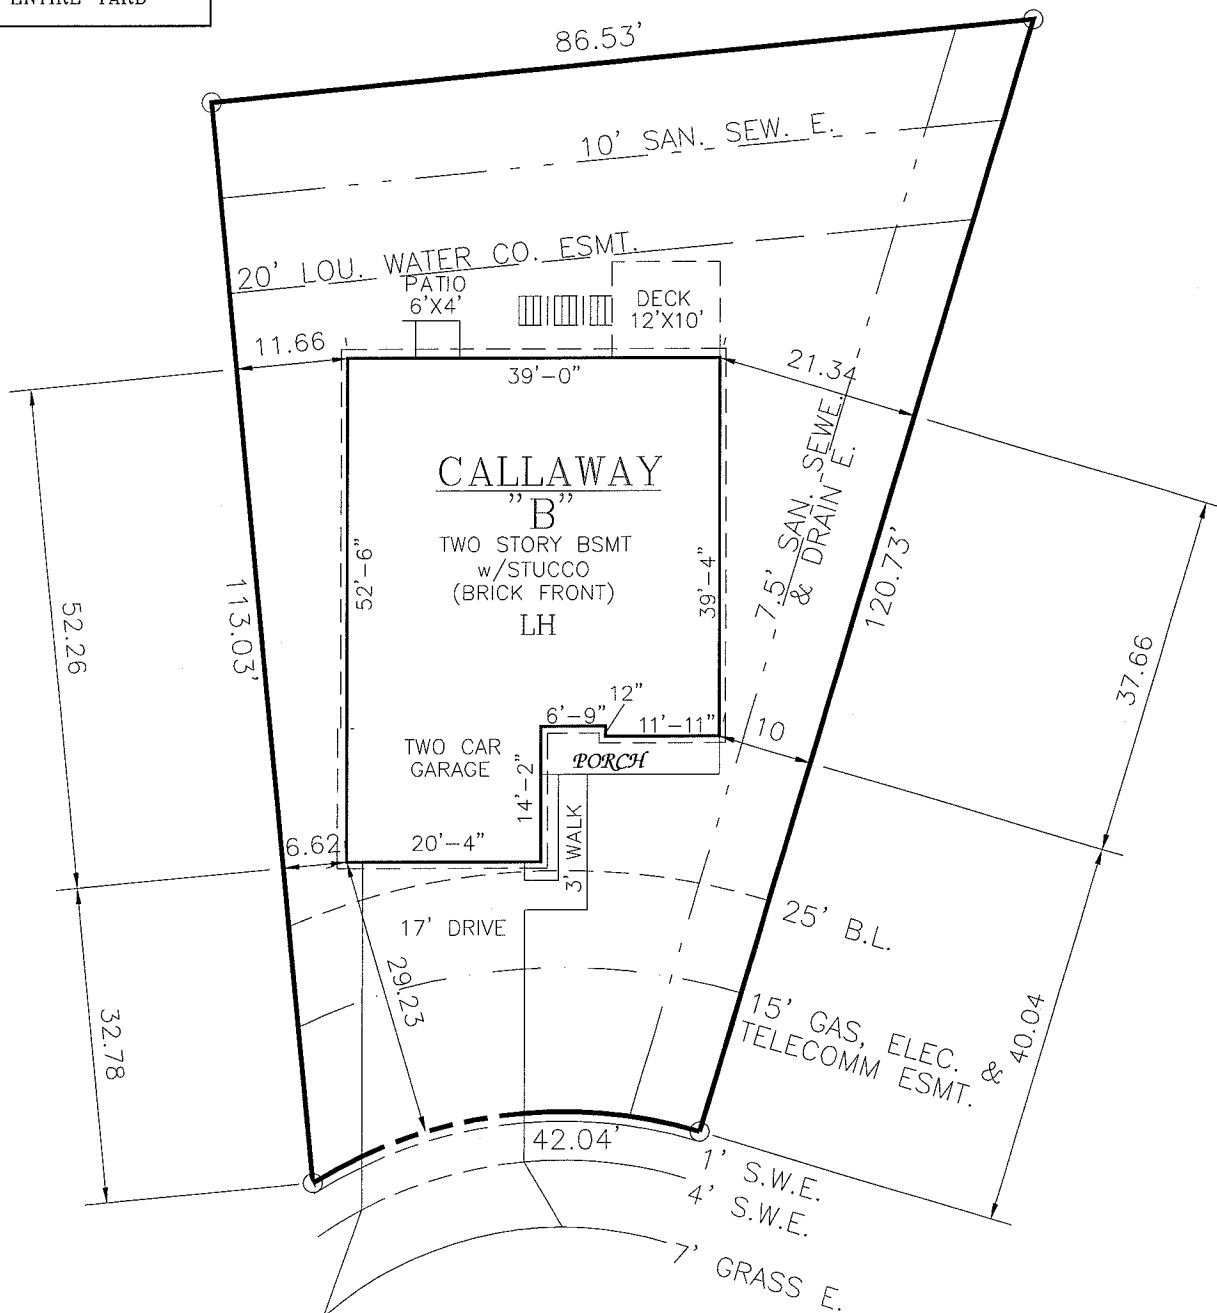 ENTIRE YARD
86.53'
10' SAN. SEW. E.
20' LOU. WATER CO. ESMT.
PATIO
6'X4'
DECK
12'X10'
11.66
39'-0"
21.34
CALLAWAY
"B"
TWO STORY BSMT
w/STUCCO
(BRICK FRONT)
LH
52'-6"
39'-4"
7.5' SAN. SEWE.
& DRAIN E.
120.73'
113.03'
52.26
37.66
12"
6'-9"
11'-11"
10
TWO CAR
GARAGE
PORCH
14'-2"
20'-4"
6.62
3' WALK
17' DRIVE
25' B.L.
29.23
15' GAS, ELEC. &
TELECOMM ESMT.
40.04
32.78
42.04'
1' S.W.E.
4' S.W.E.
7' GRASS E.